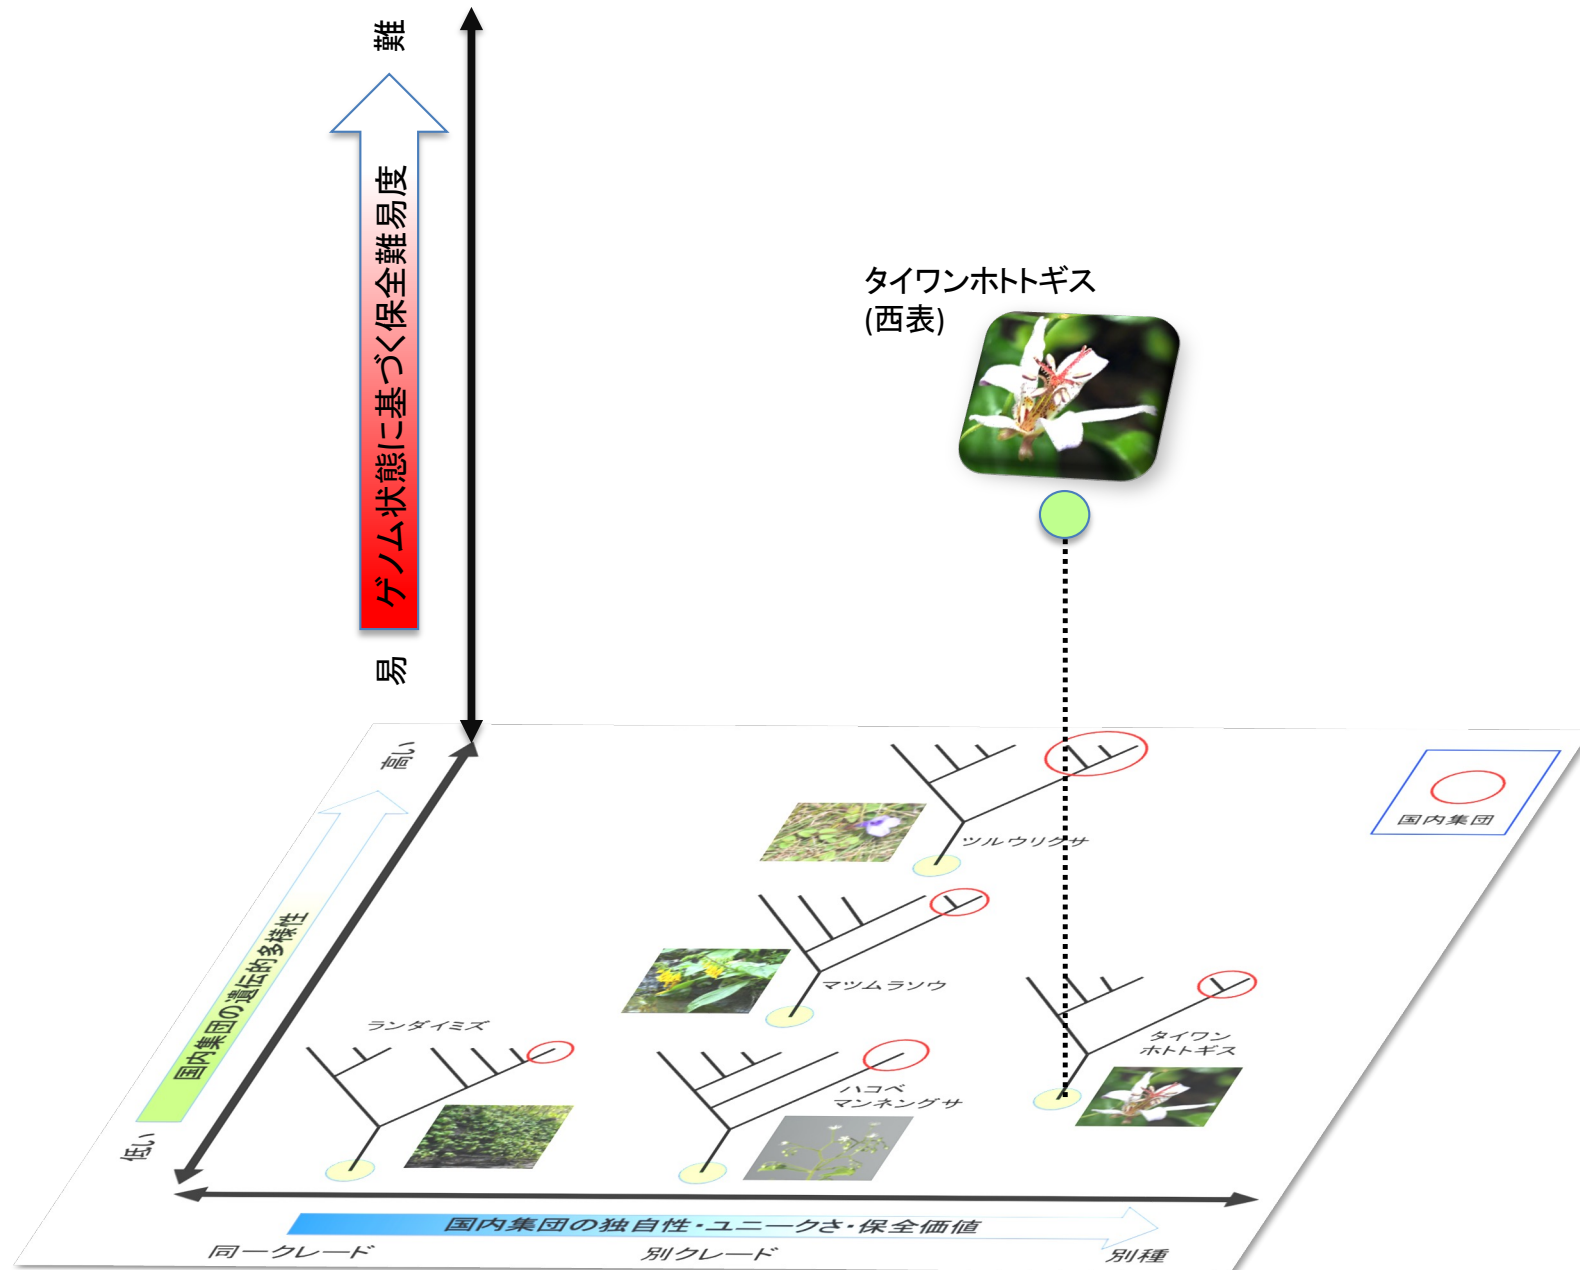 難
ゲノム状態に基づく保全難易度
易
タイワンホトトギス
(西表)
高い
国内集団の遺伝的多様性
低い
国内集団
ツルウリクサ
マツムラソウ
ランダイミズ
タイワン
ホトトギス
ハコベ
マンネングサ
国内集団の独自性・ユニークさ・保全価値
同一クレード
別クレード
別種